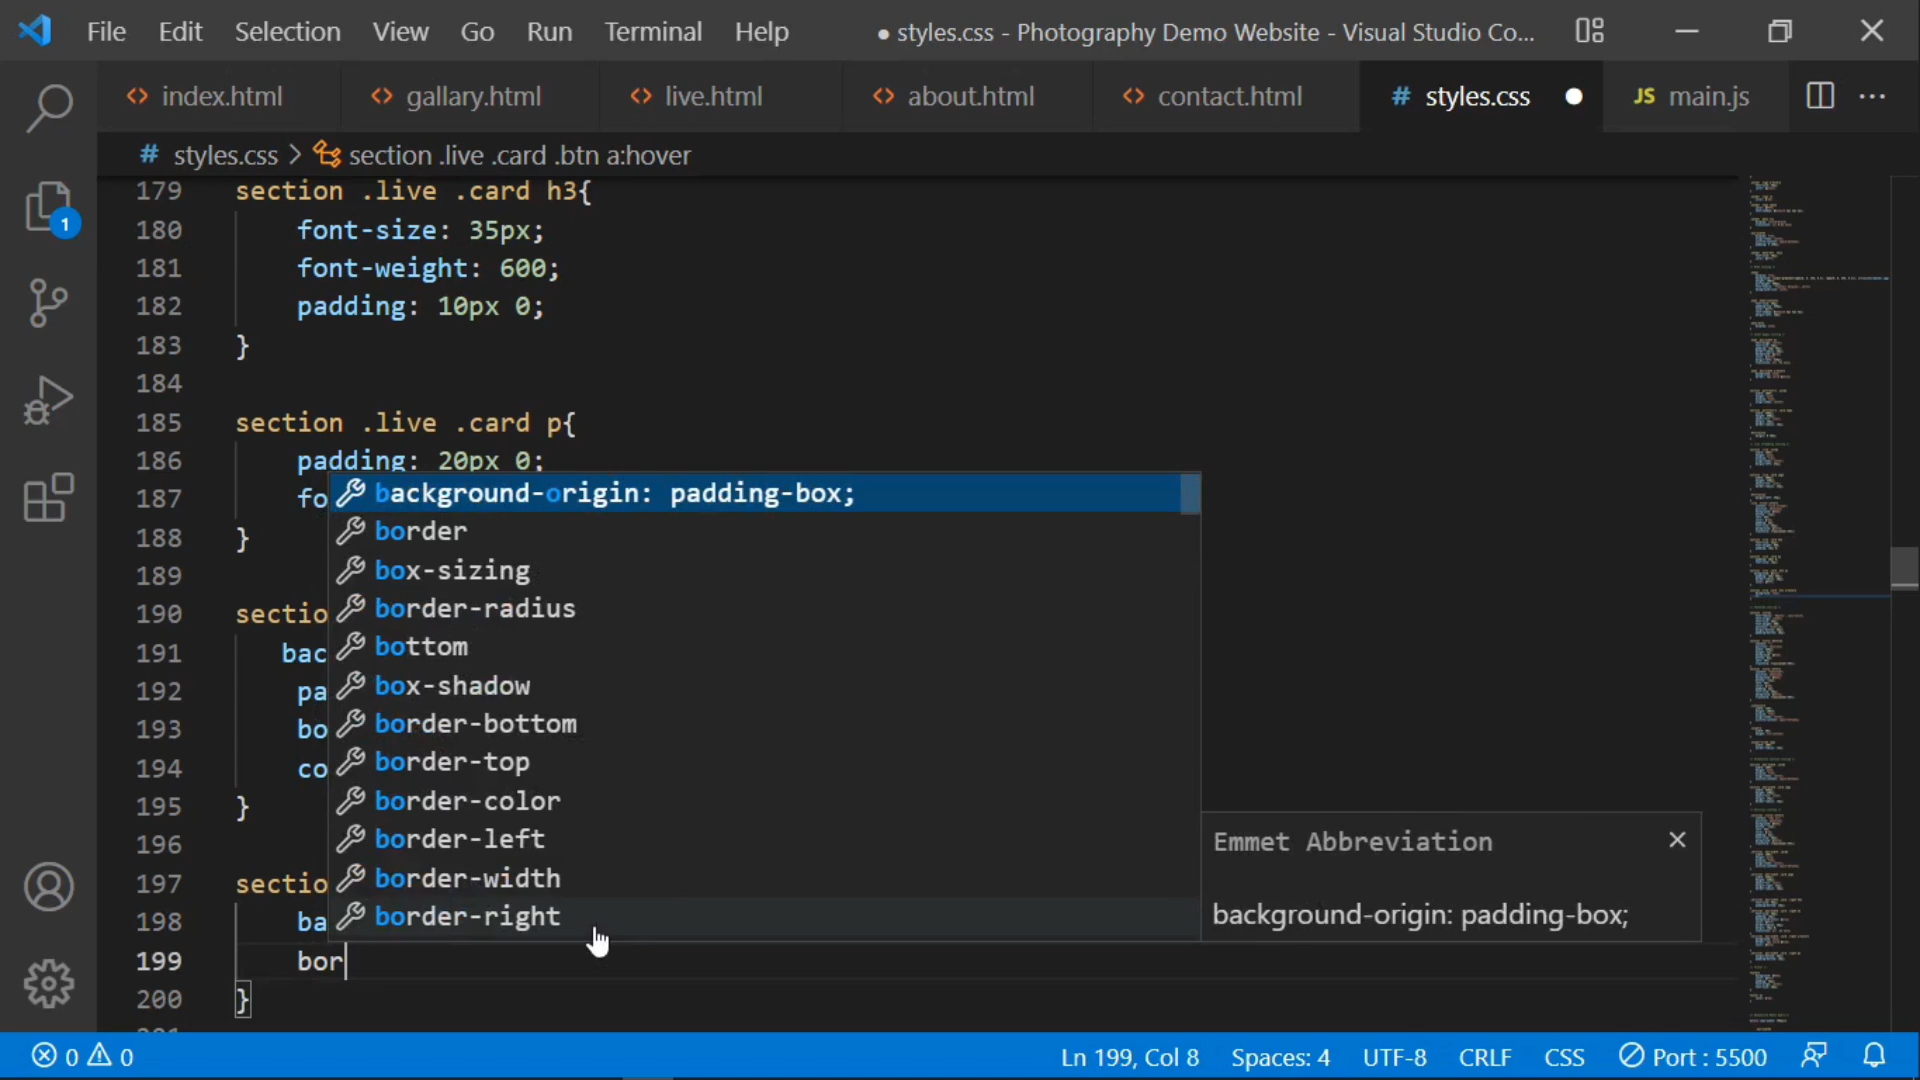 File Edit Selection View Go Run Terminal Help ● styles.css - Photography Demo Website - Visual Studio Co...
<> index.html <> gallary.html <> live.html <> about.html <> contact.html # styles.css ● JS main.js ...
# styles.css > section .live .card .btn a:hover
179 section .live .card h3{
180 font-size: 35px;
181 font-weight: 600;
182 padding: 10px 0;
183 }
184
185 section .live .card p{
186 padding: 20px 0;
187 fo
background-origin: padding-box;
border
188 }
box-sizing
189
border-radius
190 sectio
bottom
191 bac
box-shadow
192 pa
border-bottom
193 bo
border-top
194 co
border-color
195 }
border-left
196
border-width
197 sectio
border-right
198 ba
Emmet Abbreviation ×
background-origin: padding-box;
199 bor
200 }
1
0 0 Ln 199, Col 8 Spaces: 4 UTF-8 CRLF CSS Port : 5500